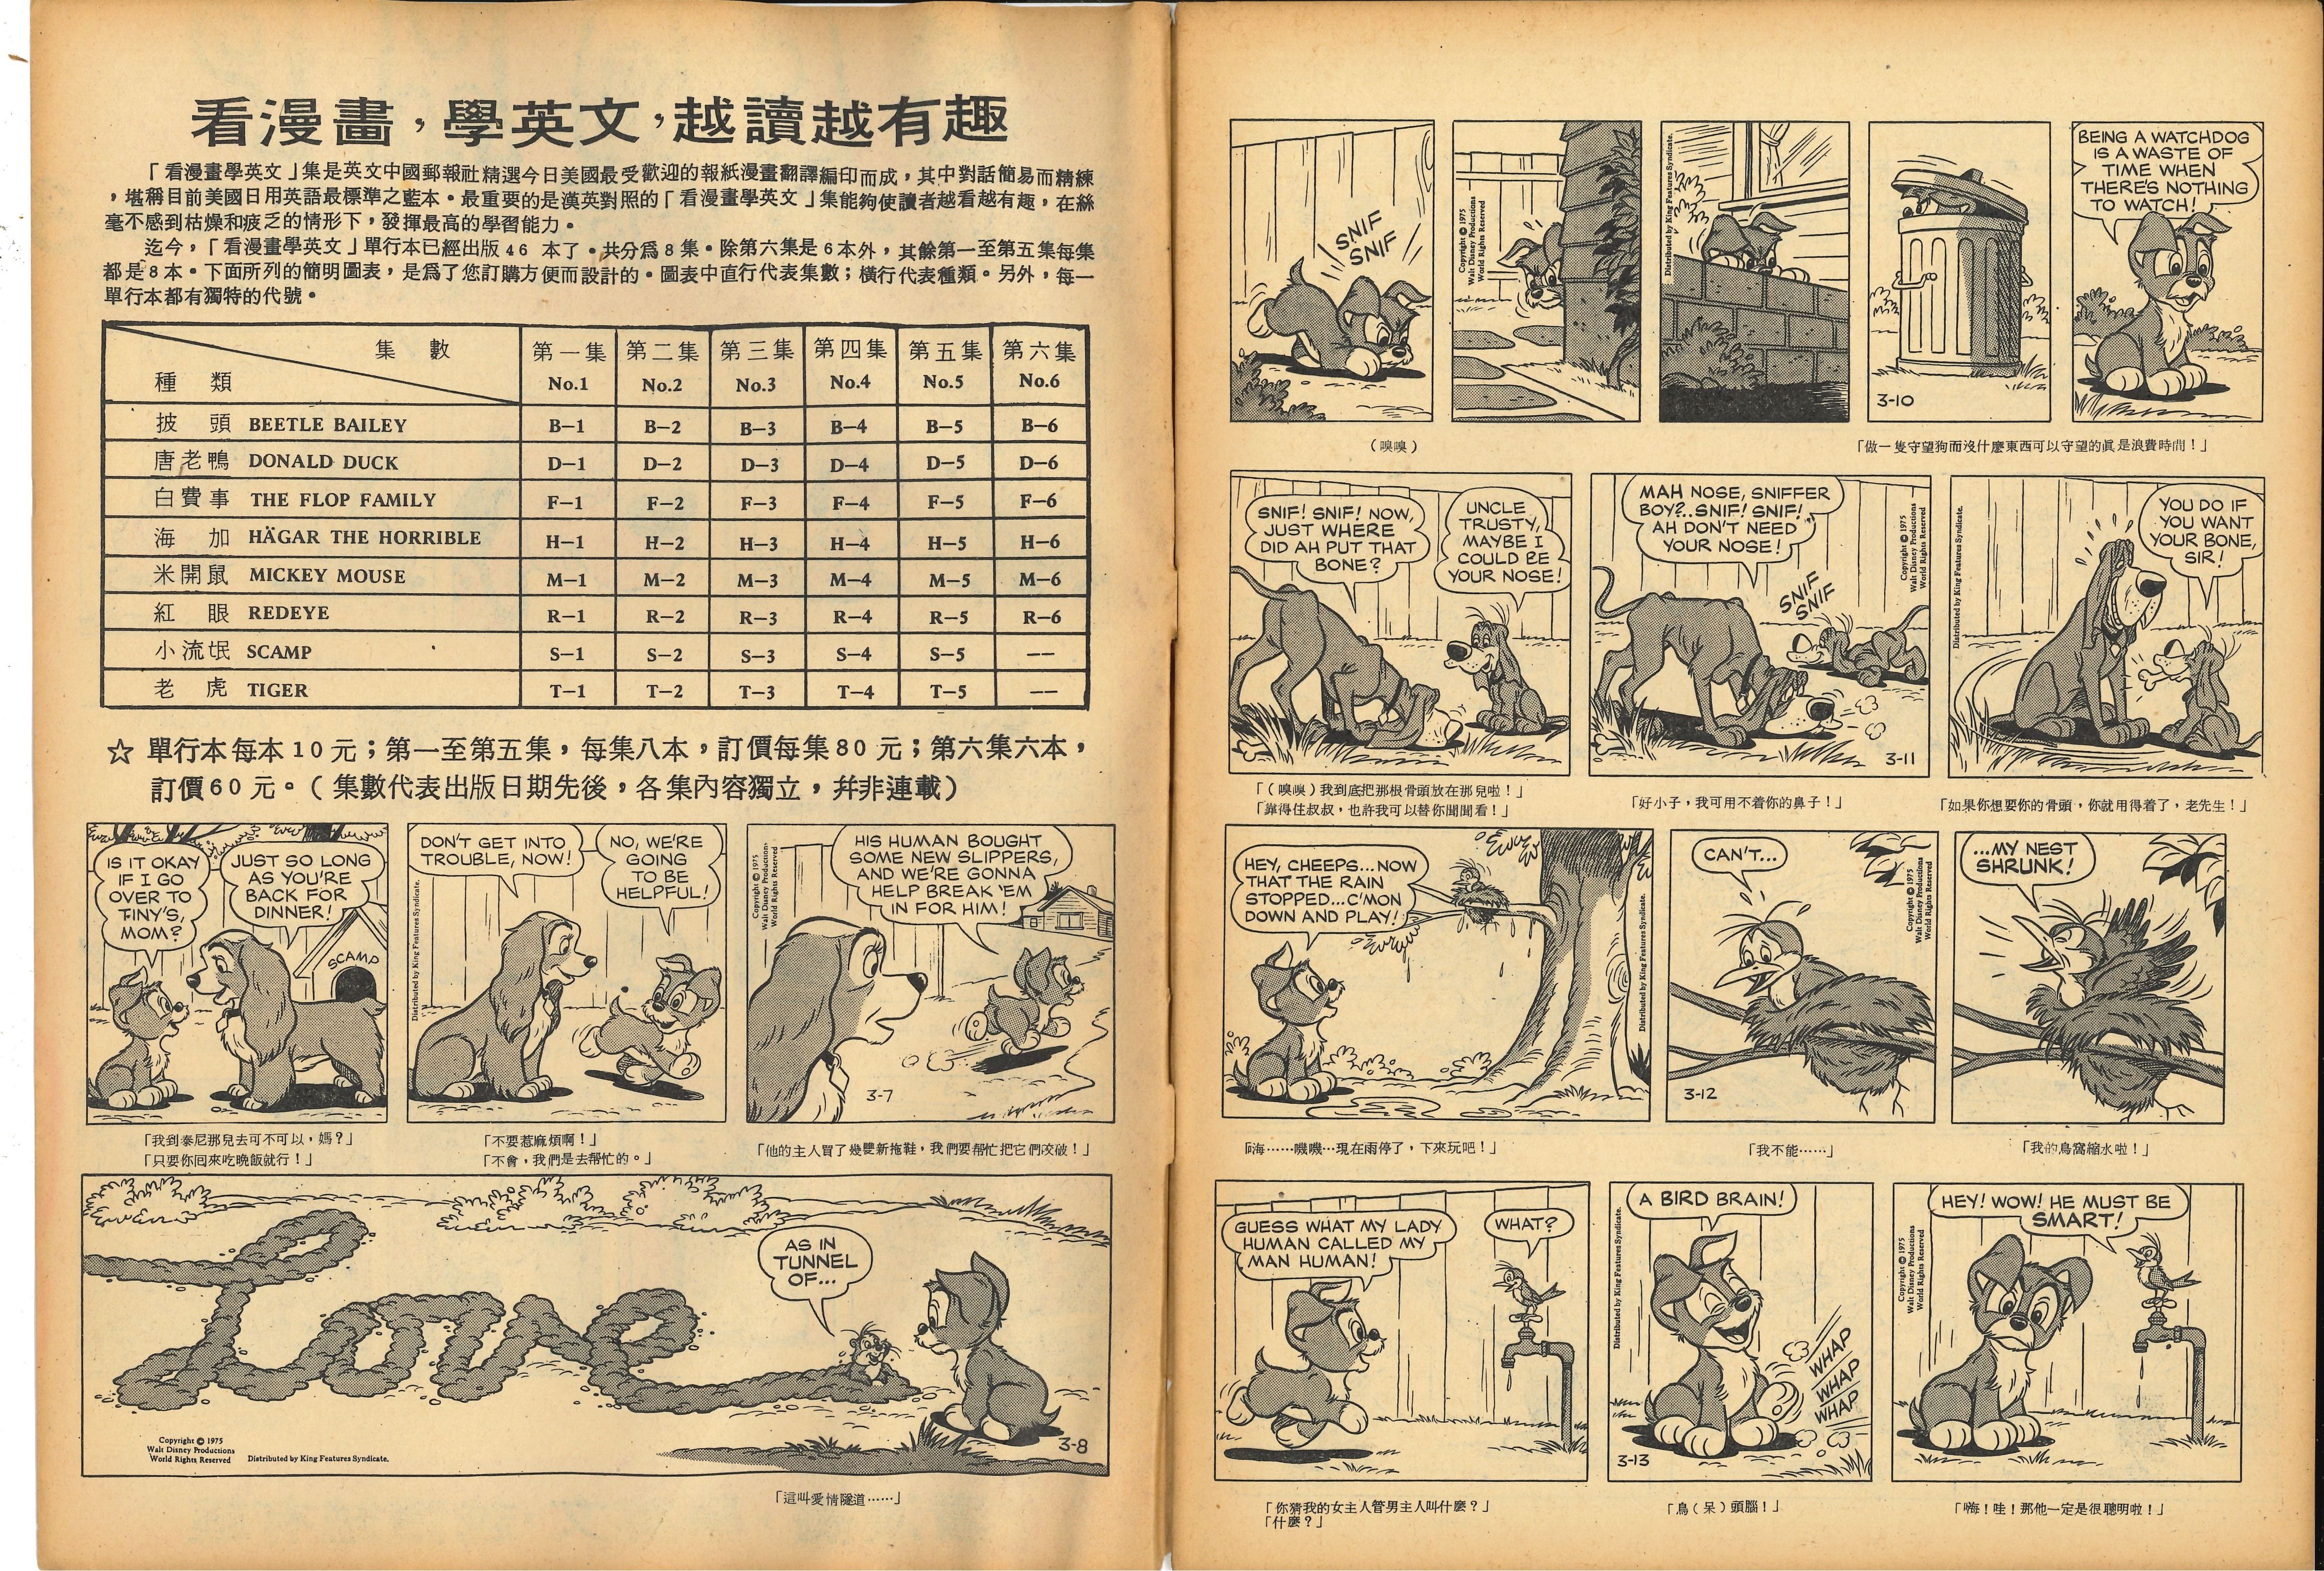 看漫畫，學英文，越讀越有趣
「看漫畫學英文」集是英文中國郵報社精選今日美國最受歡迎的報紙漫畫翻譯編印而成，其中對話簡易而精練
，堪稱目前美國日用英語最標準之藍本。最重要的是漢英對照的「看漫畫學英文」集能夠使讀者越看越有趣，在絲
毫不感到枯燥和疲乏的情形下，發揮最高的學習能力。
迄今，「看漫畫學英文」單行本已經出版46 本了。共分爲8集。除第六集是6本外，其餘第一至第五集每集
都是8本。下面所列的簡明圖表，是爲了您訂購方便而設計的。圖表中直行代表集數；橫行代表種類。另外，每一
單行本都有獨特的代號。
集 數 第一集 第二集 第三集 第四集 第五集 第六集
種 類 No.1 No.2 No.3 No.4 No.5 No.6
披 頭 BEETLE BAILEY B—1 B—2 B—3 B—4 B—5 B—6
唐老鴨 DONALD DUCK D—1 D—2 D—3 D—4 D—5 D—6
白費事 THE FLOP FAMILY F—1 F—2 F—3 F—4 F—5 F—6
海 加 HÄGAR THE HORRIBLE H—1 H—2 H—3 H—4 H—5 H—6
米開鼠 MICKEY MOUSE M—1 M—2 M—3 M—4 M—5 M—6
紅 眼 REDEYE R—1 R—2 R—3 R—4 R—5 R—6
小流氓 SCAMP S—1 S—2 S—3 S—4 S—5 ——
老 虎 TIGER T—1 T—2 T—3 T—4 T—5 ——
☆ 單行本每本10 元；第一至第五集，每集八本，訂價每集80 元；第六集六本，
訂價60 元。（集數代表出版日期先後，各集內容獨立，幷非連載）
IS IT OKAY
IF I GO
OVER TO
TINY'S,
MOM?
JUST SO LONG
AS YOU'RE
BACK FOR
DINNER!
SCAMP
DON'T GET INTO
TROUBLE, NOW!
NO, WE'RE
GOING
TO BE
HELPFUL!
Distributed by King Features Syndicate.
Copyright © 1975
Walt Disney Productions
World Rights Reserved
HIS HUMAN BOUGHT
SOME NEW SLIPPERS,
AND WE'RE GONNA
HELP BREAK 'EM
IN FOR HIM!
3-7
「我到泰尼那兒去可不可以，媽？」
「只要你回來吃晚飯就行！」
「不要惹麻煩啊！」
「不會，我們是去幫忙的。」
「他的主人買了幾雙新拖鞋，我們要幫忙把它們咬破！」
Love
AS IN
TUNNEL
OF...
Copyright © 1975
Walt Disney Productions
World Rights Reserved
Distributed by King Features Syndicate.
3-8
「這叫愛情隧道……」
SNIF
SNIF
Copyright © 1975
Walt Disney Productions
World Rights Reserved
Distributed by King Features Syndicate.
3-10
BEING A WATCHDOG
IS A WASTE OF
TIME WHEN
THERE'S NOTHING
TO WATCH!
（嗅嗅）
「做一隻守望狗而沒什麼東西可以守望的眞是浪費時間！」
SNIF! SNIF! NOW,
JUST WHERE
DID AH PUT THAT
BONE?
UNCLE
TRUSTY,
MAYBE I
COULD BE
YOUR NOSE!
MAH NOSE, SNIFFER
BOY?..SNIF! SNIF!
AH DON'T NEED
YOUR NOSE!
SNIF
SNIF
Copyright © 1975
Walt Disney Productions
World Rights Reserved
3-11
Distributed by King Features Syndicate.
YOU DO IF
YOU WANT
YOUR BONE,
SIR!
「（嗅嗅）我到底把那根骨頭放在那兒啦！」
「靠得住叔叔，也許我可以替你聞聞看！」
「好小子，我可用不着你的鼻子！」
「如果你想要你的骨頭，你就用得着了，老先生！」
HEY, CHEEPS...NOW
THAT THE RAIN
STOPPED...C'MON
DOWN AND PLAY!
Distributed by King Features Syndicate.
CAN'T...
Copyright © 1975
Walt Disney Productions
World Rights Reserved
3-12
...MY NEST
SHRUNK!
「嗨……嘰嘰…現在雨停了，下來玩吧！」
「我不能……」
「我的鳥窩縮水啦！」
GUESS WHAT MY LADY
HUMAN CALLED MY
MAN HUMAN!
WHAT?
Distributed by King Features Syndicate.
A BIRD BRAIN!
WHAP
WHAP
WHAP
3-13
Copyright © 1975
Walt Disney Productions
World Rights Reserved
HEY! WOW! HE MUST BE
SMART!
「你猜我的女主人管男主人叫什麼？」
「什麼？」
「鳥（呆）頭腦！」
「嗨！哇！那他一定是很聰明啦！」